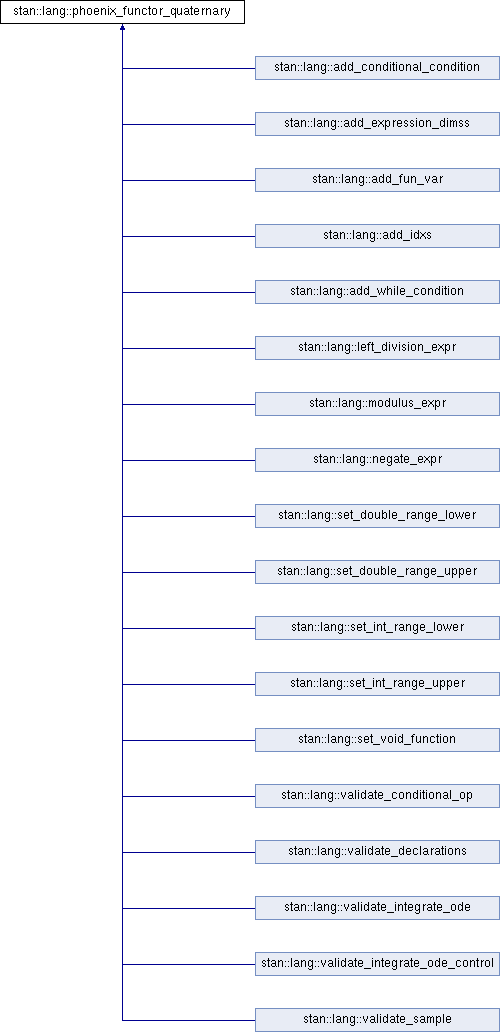 stan::lang::phoenix_functor_quaternary
stan::lang::add_conditional_condition
stan::lang::add_expression_dimss
stan::lang::add_fun_var
stan::lang::add_idxs
stan::lang::add_while_condition
stan::lang::left_division_expr
stan::lang::modulus_expr
stan::lang::negate_expr
stan::lang::set_double_range_lower
stan::lang::set_double_range_upper
stan::lang::set_int_range_lower
stan::lang::set_int_range_upper
stan::lang::set_void_function
stan::lang::validate_conditional_op
stan::lang::validate_declarations
stan::lang::validate_integrate_ode
stan::lang::validate_integrate_ode_control
stan::lang::validate_sample